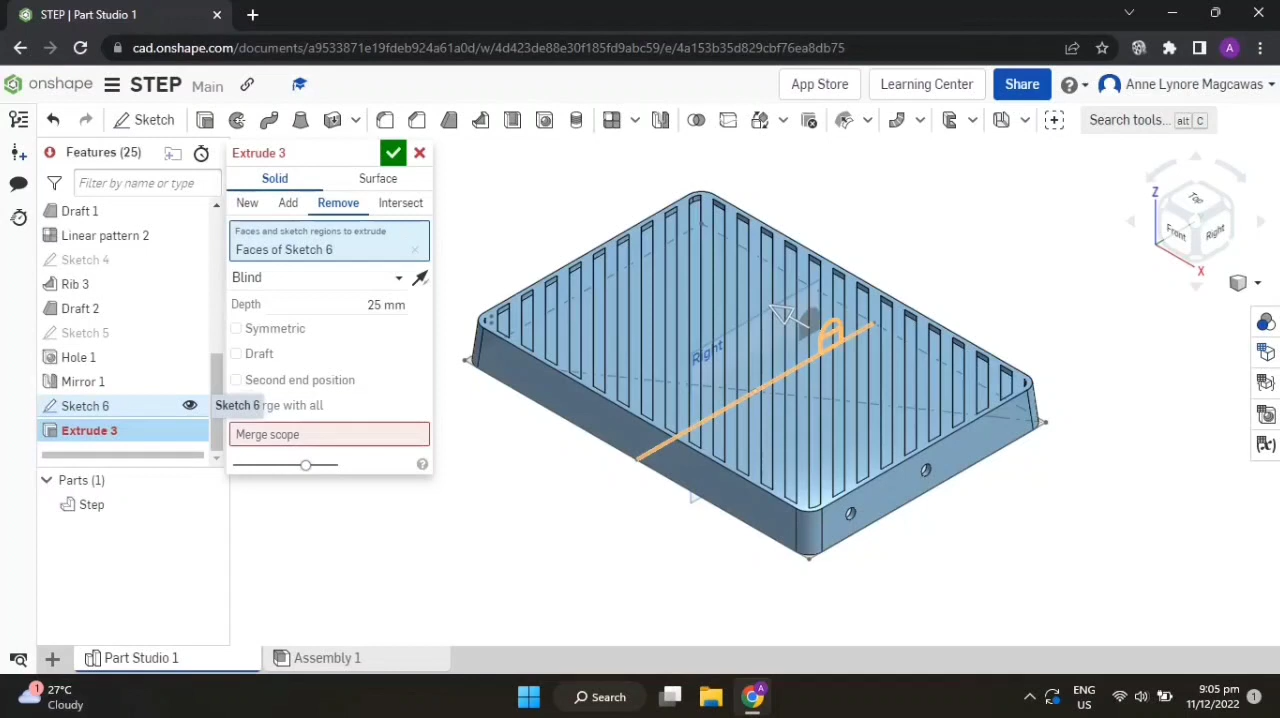 STEP | Part Studio 1
cad.onshape.com/documents/a9533871e19fdeb924a61a0d/w/4d423de88e30f185fd9abc59/e/4a153b35d829cbf76ea8db75
A
onshape
STEP
Main
App Store
Learning Center
Share
Anne Lynore Magcawas
Sketch
Search tools...
alt
C
Features (25)
Filter by name or type
Draft 1
Linear pattern 2
Sketch 4
Rib 3
Draft 2
Sketch 5
Hole 1
Mirror 1
Sketch 6
Extrude 3
Parts (1)
Step
Extrude 3
Solid
Surface
New
Add
Remove
Intersect
Faces and sketch regions to extrude
Faces of Sketch 6
Blind
Depth
25 mm
Symmetric
Draft
Second end position
Sketch 6
rge with all
Merge scope
Right
Z
Top
Front
Right
X
Part Studio 1
Assembly 1
1
27°C
Cloudy
Search
A
ENG
US
9:05 pm
11/12/2022
1